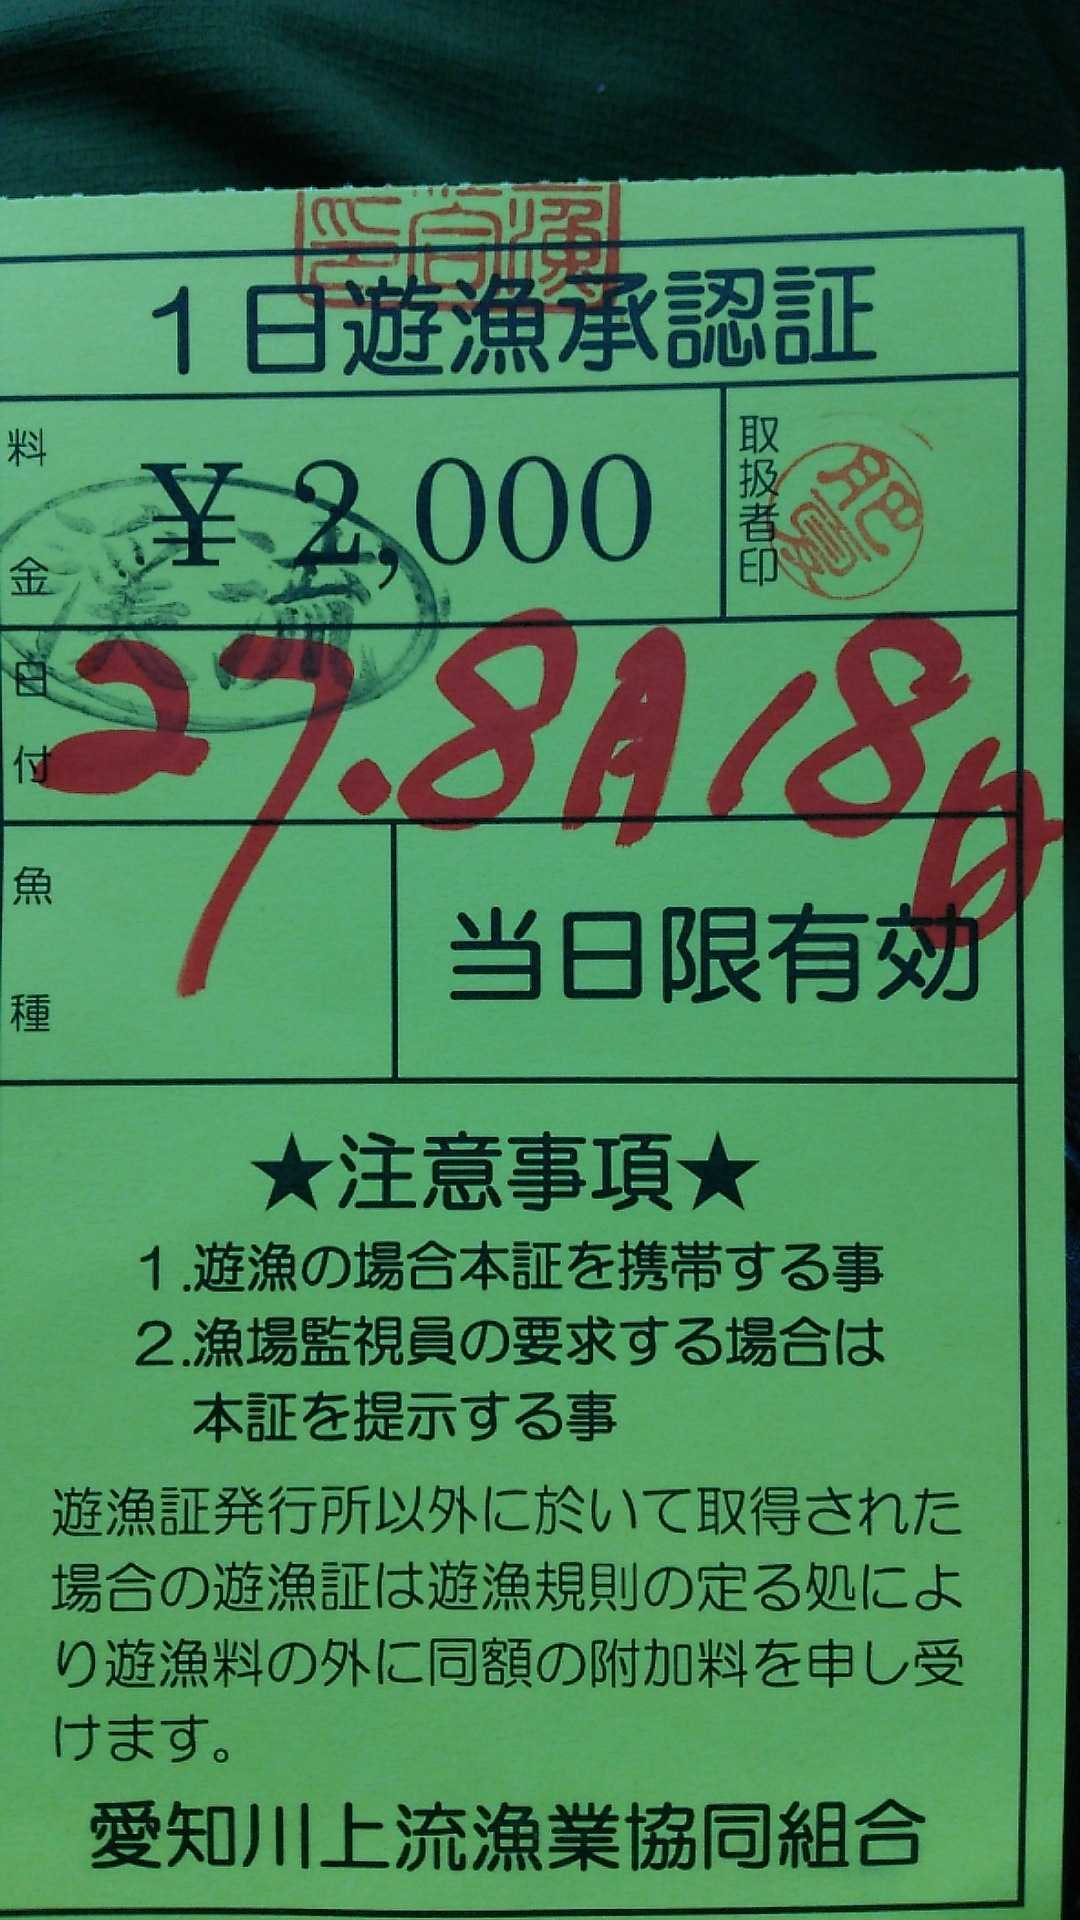 1日遊漁承認証
料金
¥2,000
取扱者印
肥夏
渓流
日付
27.8月18日
魚種
当日限有効
★注意事項★
1.遊漁の場合本証を携帯する事
2.漁場監視員の要求する場合は
本証を提示する事
遊漁証発行所以外に於いて取得された
場合の遊漁証は遊漁規則の定る処によ
り遊漁料の外に同額の附加料を申し受
けます。
愛知川上流漁業協同組合